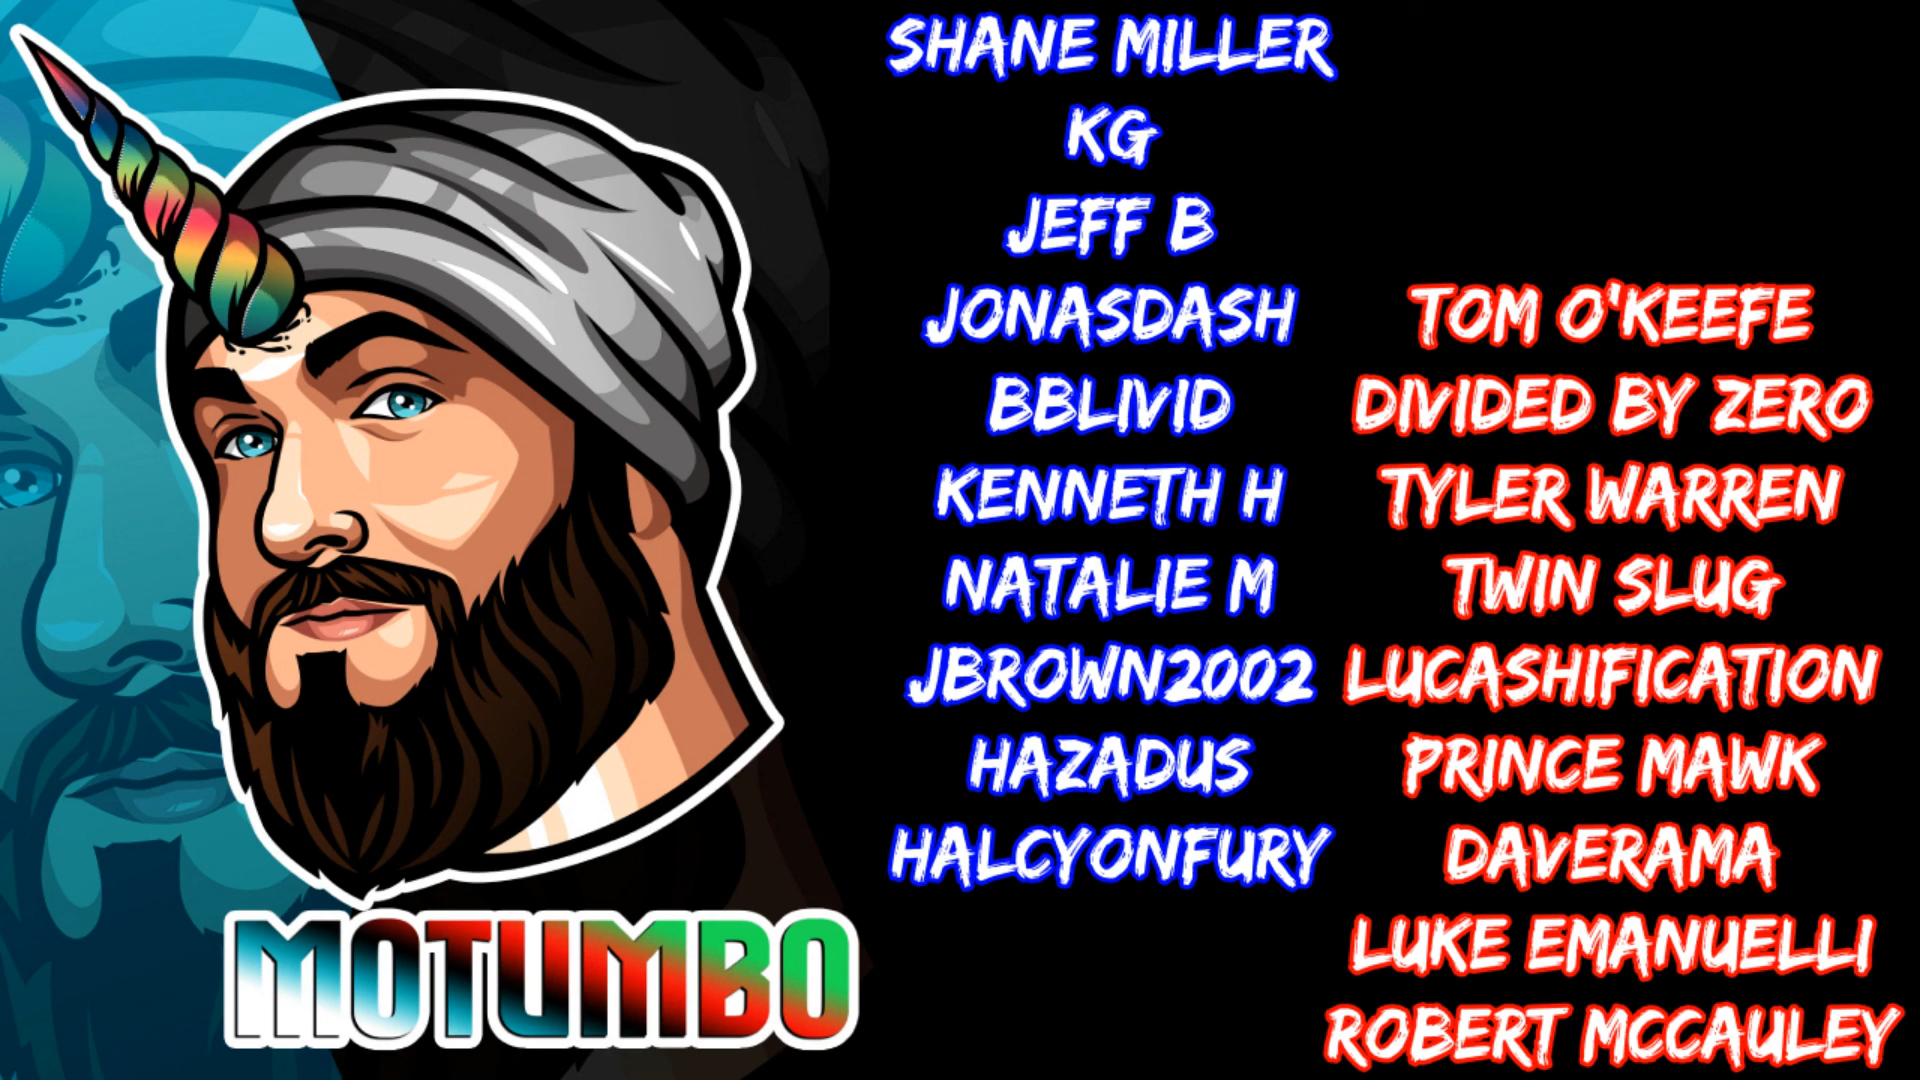 SHANE MILLER
KG
JEFF B
JONASDASH
BBLIVID
KENNETH H
NATALIE M
JBROWN2002
HAZADUS
HALCYONFURY
TOM O'KEEFE
DIVIDED BY ZERO
TYLER WARREN
TWIN SLUG
LUCASHIFICATION
PRINCE MAWK
DAVERAMA
LUKE EMANUELLI
ROBERT MCCAULEY
MOTUMBO